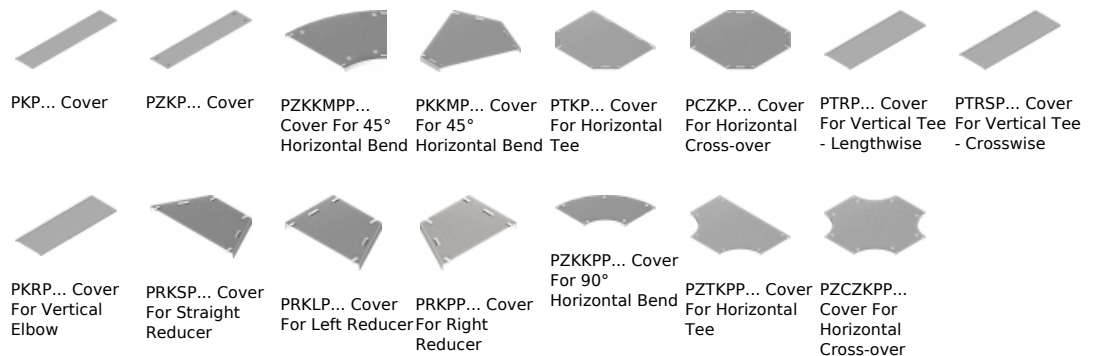 PKP... Cover
PZKP... Cover
PZKKMPP...
Cover For 45°
Horizontal Bend
PKKMP... Cover
For 45°
Horizontal Bend
PTKP... Cover
For Horizontal
Tee
PCZKP... Cover
For Horizontal
Cross-over
PTRP... Cover
For Vertical Tee
- Lengthwise
PTRSP... Cover
For Vertical Tee
- Crosswise
PKRP... Cover
For Vertical
Elbow
PRKSP... Cover
For Straight
Reducer
PRKLP... Cover
For Left Reducer
PRKPP... Cover
For Right
Reducer
PZKKPP... Cover
For 90°
Horizontal Bend
PZTKPP... Cover
For Horizontal
Tee
PZCZKPP...
Cover For
Horizontal
Cross-over